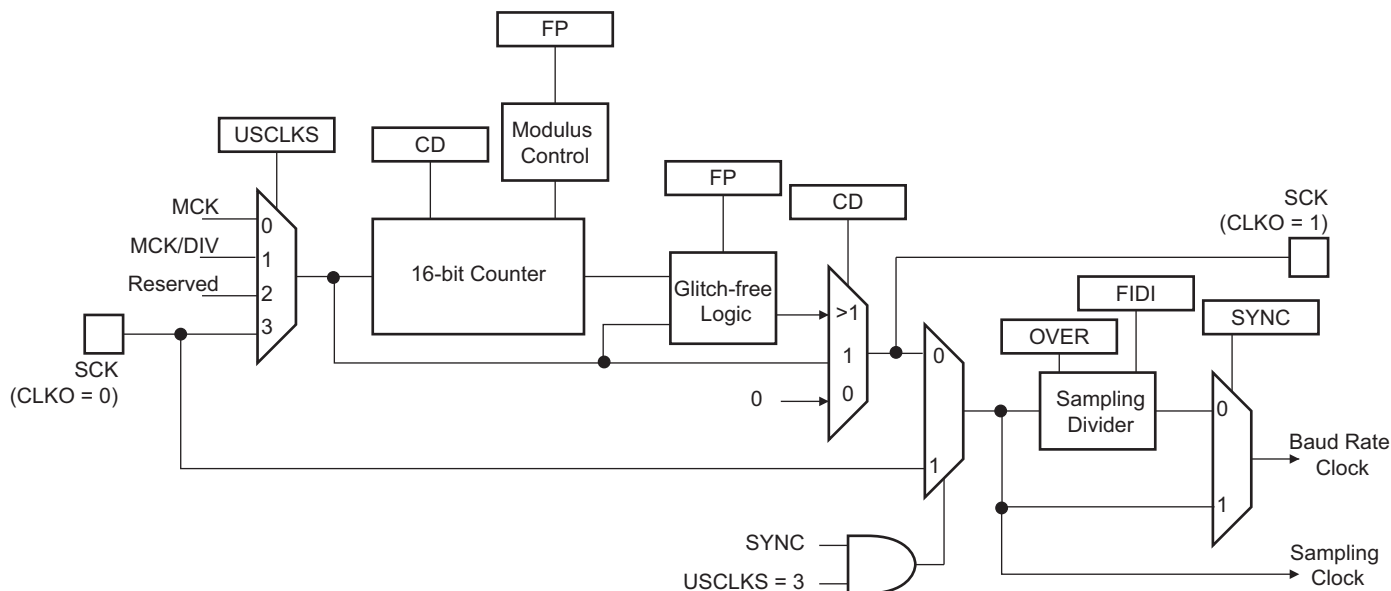 FP
USCLKS
CD
Modulus
Control
FP
CD
SCK
(CLKO = 1)
MCK
0
MCK/DIV
1
16-bit Counter
Reserved
2
Glitch-free
Logic
>1
FIDI
3
OVER
SYNC
SCK
(CLKO = 0)
1
0
0
0
Sampling
Divider
0
Baud Rate
Clock
1
1
SYNC
USCLKS = 3
Sampling
Clock